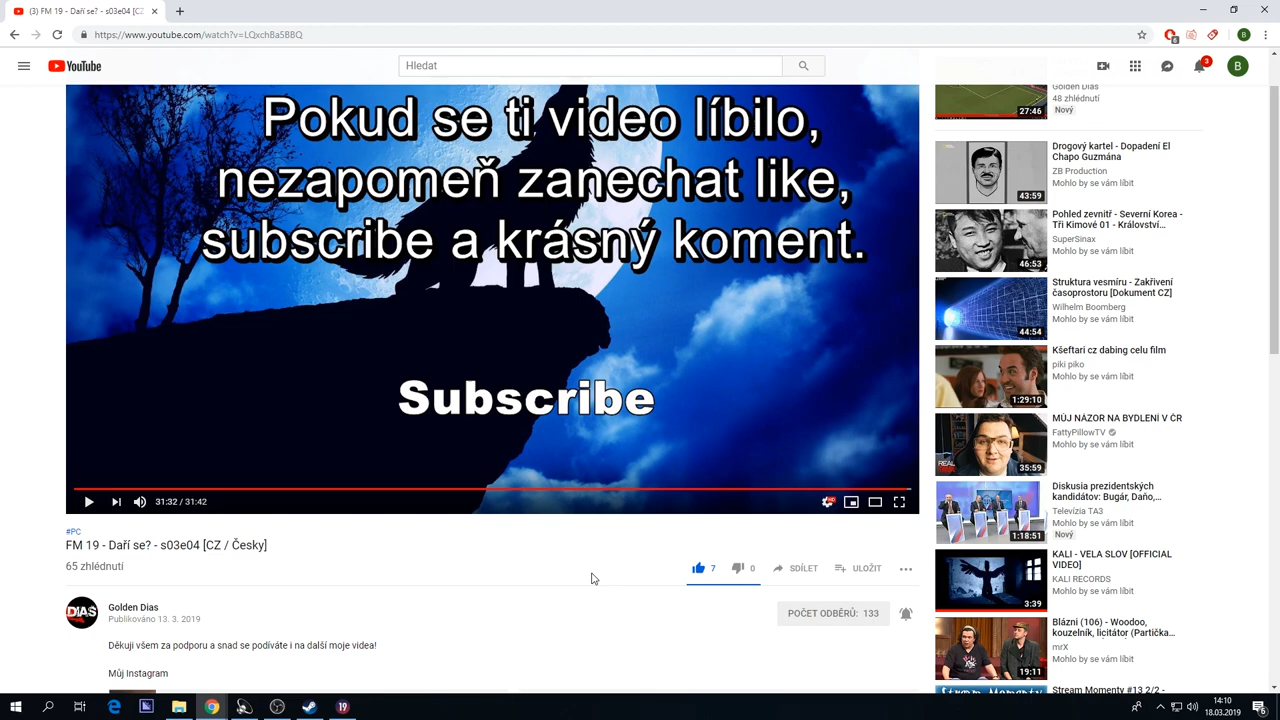 (3) FM 19 - Daří se? - s03e04 [CZ
https://www.youtube.com/watch?v=LQxchBa5BBQ
6
B
YouTube
Hledat
3
B
Pokud se ti video líbilo,
nezapomeň zanechat like,
subscribe a krásný koment.
Subscribe
31:32 / 31:42
HD
#PC
FM 19 - Daří se? - s03e04 [CZ / Česky]
65 zhlédnutí
7
0
SDÍLET
ULOŽIT
DIAS
Golden Dias
Publikováno 13. 3. 2019
POČET ODBĚRŮ: 133
Děkuji všem za podporu a snad se podíváte i na další moje videa!
Můj Instagram
Golden Dias
48 zhlédnutí
Nový
27:46
Drogový kartel - Dopadení El
Chapo Guzmána
ZB Production
Mohlo by se vám líbit
43:59
Pohled zevnitř - Severní Korea -
Tři Kimové 01 - Království...
SuperSinax
Mohlo by se vám líbit
46:53
Struktura vesmíru - Zakřivení
časoprostoru [Dokument CZ]
Wilhelm Boomberg
Mohlo by se vám líbit
44:54
Kšeftari cz dabing celu film
piki piko
Mohlo by se vám líbit
1:29:10
MŮJ NÁZOR NA BYDLENÍ V ČR
FattyPillowTV
Mohlo by se vám líbit
REAL
35:59
Diskusia prezidentských
kandidátov: Bugár, Daňo,...
Televízia TA3
Mohlo by se vám líbit
Nový
1:18:51
KALI - VELA SLOV [OFFICIAL
VIDEO]
KALI RECORDS
Mohlo by se vám líbit
3:39
Blázni (106) - Woodoo,
kouzelník, licitátor (Partička...
mrX
Mohlo by se vám líbit
19:11
Stream Momenty #13 2/2 -
19
14:10
18.03.2019
6